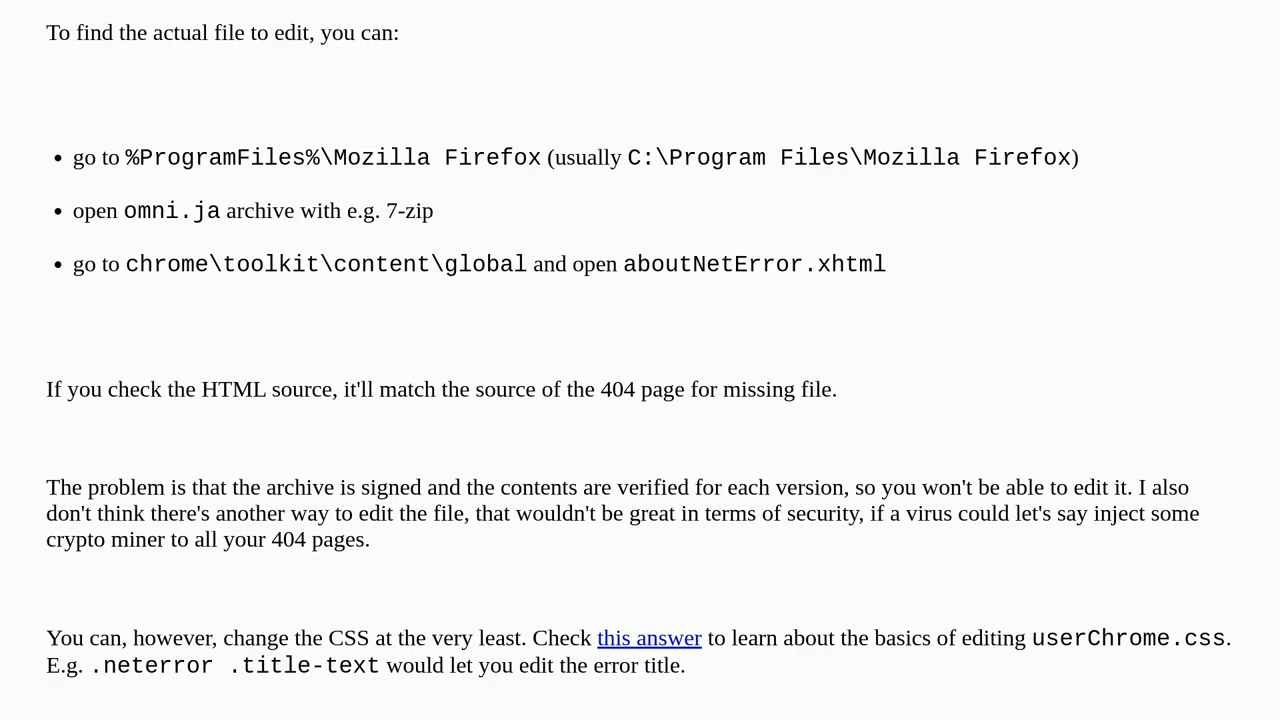 To find the actual file to edit, you can:
• go to %ProgramFiles%\Mozilla Firefox (usually C:\Program Files\Mozilla Firefox)
• open omni.ja archive with e.g. 7-zip
• go to chrome\toolkit\content\global and open aboutNetError.xhtml
If you check the HTML source, it'll match the source of the 404 page for missing file.
The problem is that the archive is signed and the contents are verified for each version, so you won't be able to edit it. I also
don't think there's another way to edit the file, that wouldn't be great in terms of security, if a virus could let's say inject some
crypto miner to all your 404 pages.
You can, however, change the CSS at the very least. Check this answer to learn about the basics of editing userChrome.css.
E.g. .neterror .title-text would let you edit the error title.